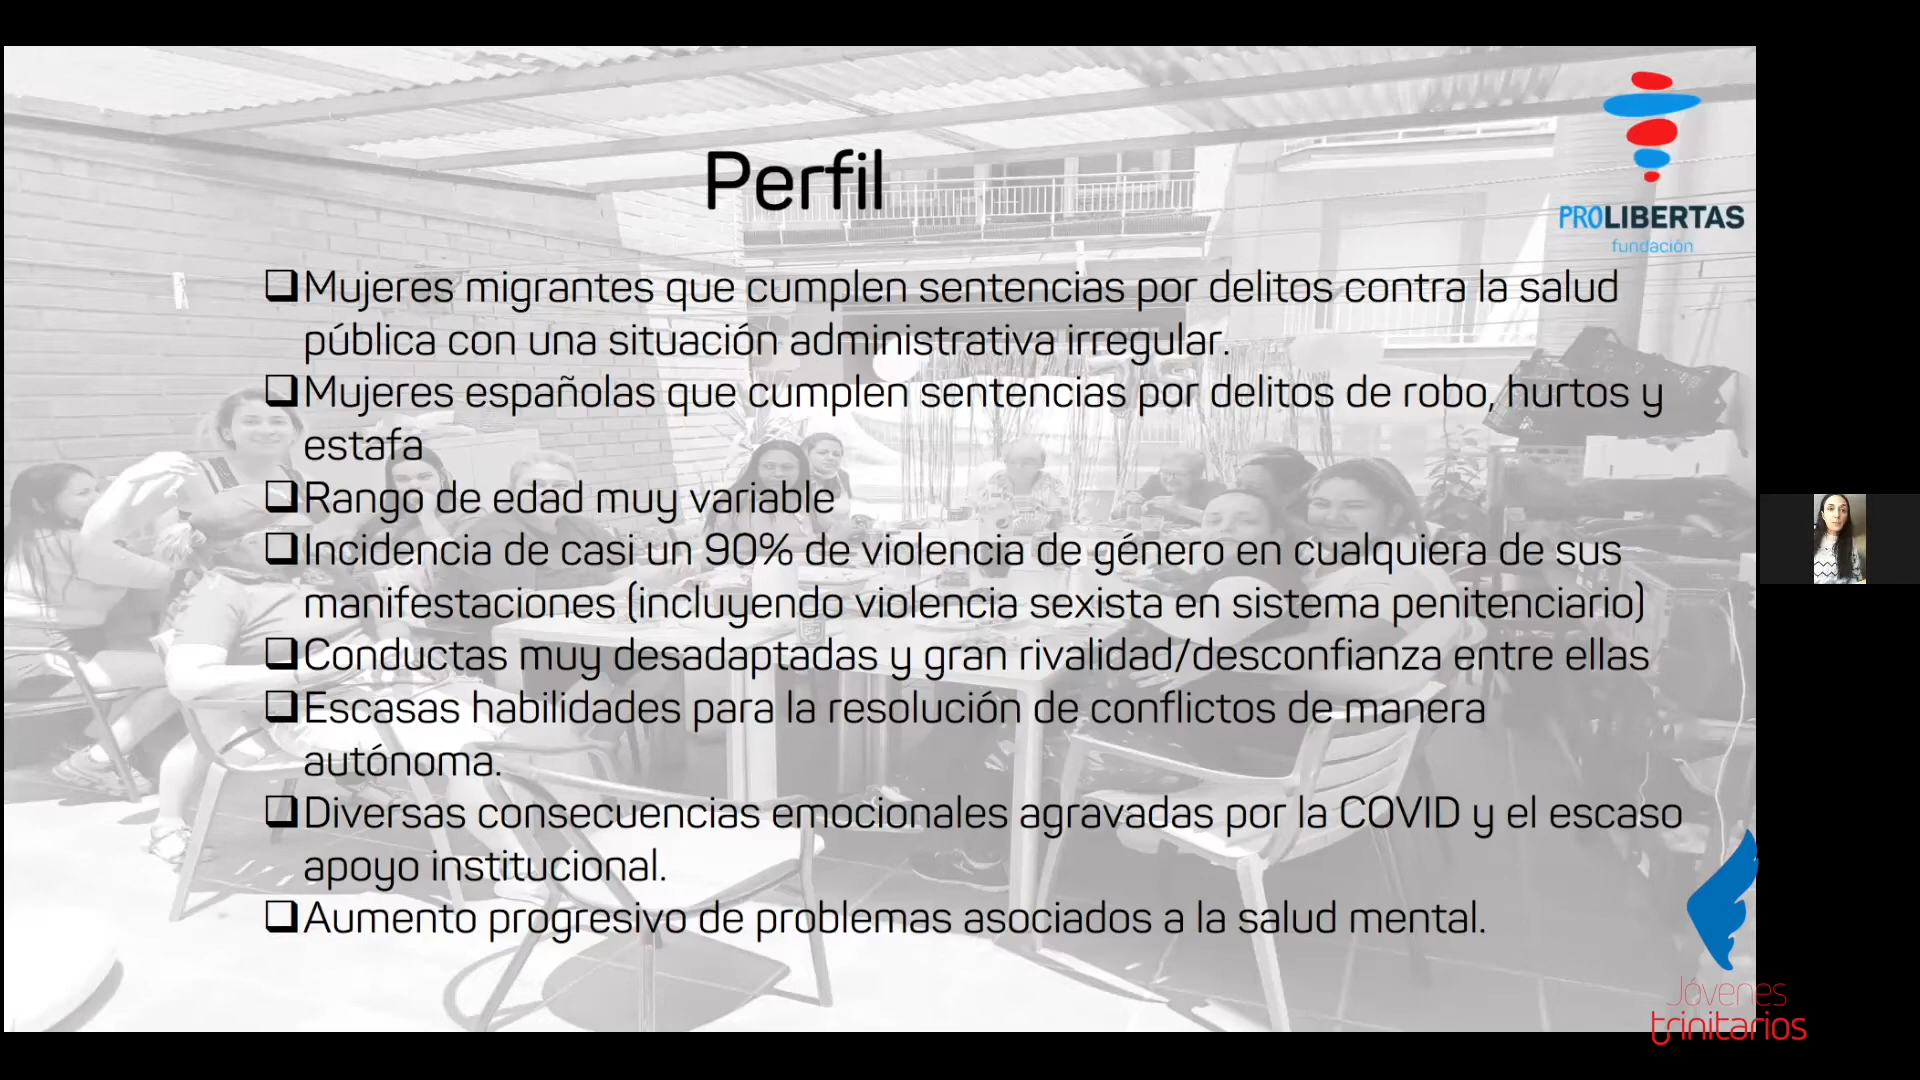 Perfil
PROLIBERTAS
fundación
❑Mujeres migrantes que cumplen sentencias por delitos contra la salud
pública con una situación administrativa irregular.
❑Mujeres españolas que cumplen sentencias por delitos de robo, hurtos y
estafa
❑Rango de edad muy variable
❑Incidencia de casi un 90% de violencia de género en cualquiera de sus
manifestaciones (incluyendo violencia sexista en sistema penitenciario)
❑Conductas muy desadaptadas y gran rivalidad/desconfianza entre ellas
❑Escasas habilidades para la resolución de conflictos de manera
autónoma.
❑Diversas consecuencias emocionales agravadas por la COVID y el escaso
apoyo institucional.
❑Aumento progresivo de problemas asociados a la salud mental.
Jóvenes
trinitarios